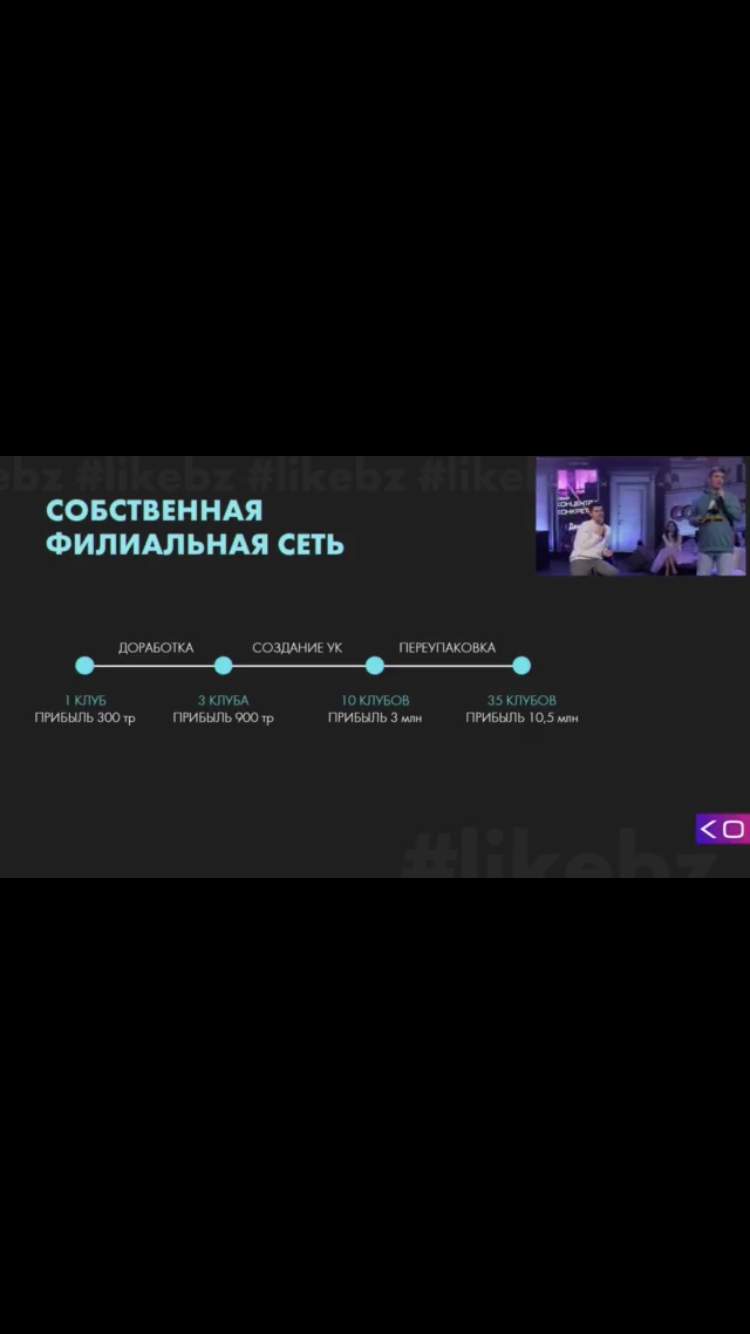 #likebz #likebz #like
СОБСТВЕННАЯ
ФИЛИАЛЬНАЯ СЕТЬ
ДОРАБОТКА
СОЗДАНИЕ УК
ПЕРЕУПАКОВКА
1 КЛУБ
ПРИБЫЛЬ 300 тр
3 КЛУБА
ПРИБЫЛЬ 900 тр
10 КЛУБОВ
ПРИБЫЛЬ 3 млн
35 КЛУБОВ
ПРИБЫЛЬ 10,5 млн
#likebz